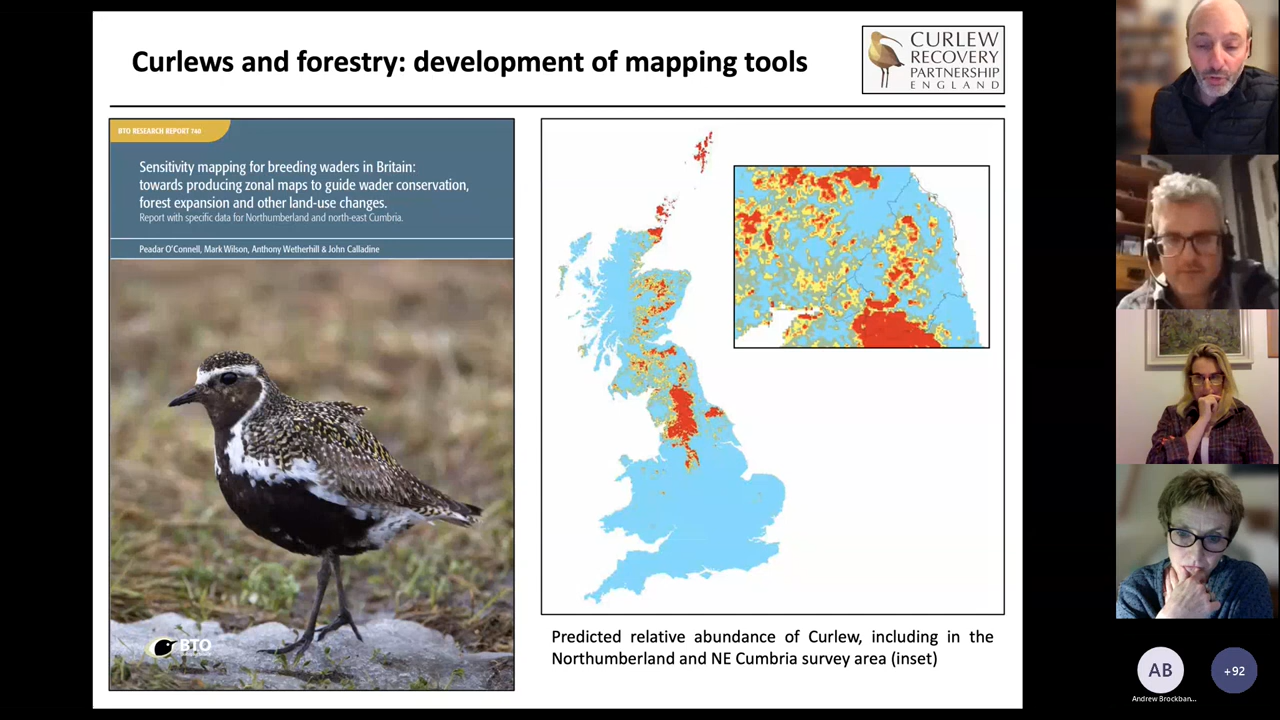 Curlews and forestry: development of mapping tools
CURLEW
RECOVERY
PARTNERSHIP
ENGLAND
BTO RESEARCH REPORT 740
Sensitivity mapping for breeding waders in Britain:
towards producing zonal maps to guide wader conservation,
forest expansion and other land-use changes.
Report with specific data for Northumberland and north-east Cumbria.
Peadar O'Connell, Mark Wilson, Anthony Wetherhill & John Calladine
BTO
Predicted relative abundance of Curlew, including in the
Northumberland and NE Cumbria survey area (inset)
AB
+92
Andrew Brockban...